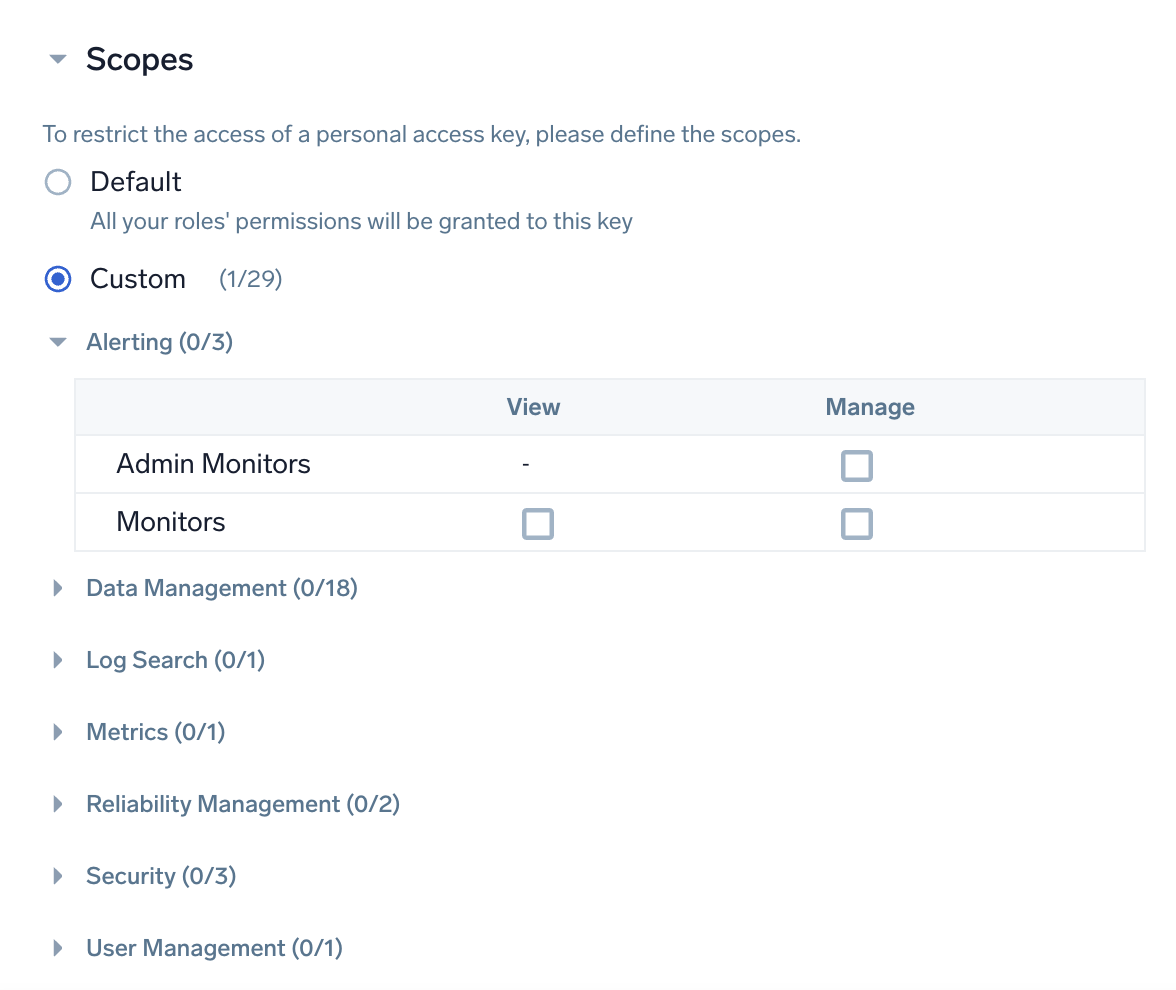 Scopes
To restrict the access of a personal access key, please define the scopes.
Default
All your roles' permissions will be granted to this key
Custom (1/29)
Alerting (0/3)
View Manage
Admin Monitors -
Monitors
Data Management (0/18)
Log Search (0/1)
Metrics (0/1)
Reliability Management (0/2)
Security (0/3)
User Management (0/1)